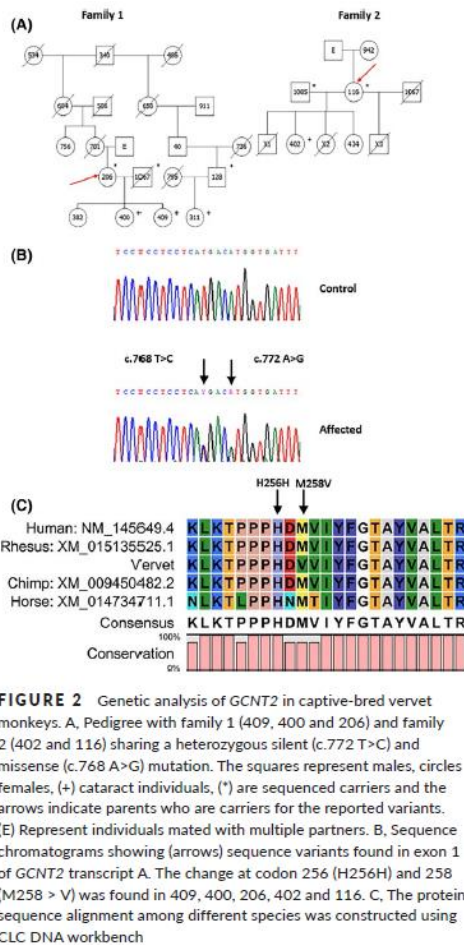 Family 1
Family 2
(A)
E
942
534
1085 * 116 * 1067
604 650 911
X1 402 + X2 434 X3
756 701 E 40
206 * * 128 *
382 400 +* 409 + 311 +
(B)
TCCTCCTCCTCATGACATGGTGATTT
Control
c.768 T>C c.772 A>G
Affected
H256H M258V
(C)
Human: NM_145649.4 KLKTPPPHDMVIYFGTAYVALTR
Rhesus: XM_015135525.1 KLKTPPPHDMVIYFGTAYVALTR
Vervet KLKTPPPHDVVIYFGTAYVALTR
Chimp: XM_009450482.2 KLKTPPPHDMVIYFGTAYVALTR
Horse: XM_014734711.1 NLKTLPPHNMTIYFGTAYVALTR
Consensus KLKTPPPHDMVIYFGTAYVALTR
100%
Conservation
0%
FIGURE 2 Genetic analysis of GCNT2 in captive-bred vervet
monkeys. A, Pedigree with family 1 (409, 400 and 206) and family
2 (402 and 116) sharing a heterozygous silent (c.772 T>C) and
missense (c.768 A>G) mutation. The squares represent males, circles
females, (+) cataract individuals, (*) are sequenced carriers and the
arrows indicate parents who are carriers for the reported variants.
(E) Represent individuals mated with multiple partners. B, Sequence
chromatograms showing (arrows) sequence variants found in exon 1
of GCNT2 transcript A. The change at codon 256 (H256H) and 258
(M258 > V) was found in 409, 400, 206, 402 and 116. C, The protein
sequence alignment among different species was constructed using
CLC DNA workbench